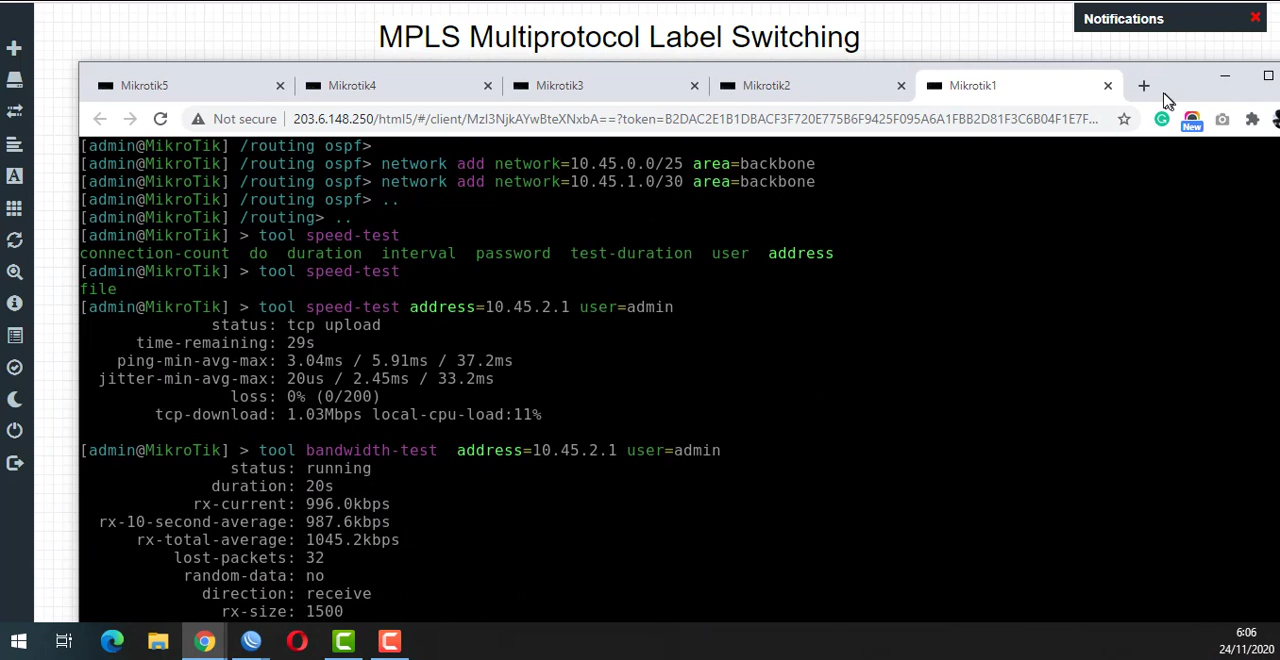 MPLS Multiprotocol Label Switching
Notifications
Mikrotik5
Mikrotik4
Mikrotik3
Mikrotik2
Mikrotik1
Not secure
203.6.148.250/html5/#/client/MzI3NjkAYwBteXNxbA==?token=B2DAC2E1B1DBACF3F720E775B6F9425F095A6A1FBB2D81F3C6B04F1E7F...
New
[admin@MikroTik] /routing ospf>
[admin@MikroTik] /routing ospf> network add network=10.45.0.0/25 area=backbone
[admin@MikroTik] /routing ospf> network add network=10.45.1.0/30 area=backbone
[admin@MikroTik] /routing ospf> ..
[admin@MikroTik] /routing> ..
[admin@MikroTik] > tool speed-test
connection-count do duration interval password test-duration user address
[admin@MikroTik] > tool speed-test
file
[admin@MikroTik] > tool speed-test address=10.45.2.1 user=admin
status: tcp upload
time-remaining: 29s
ping-min-avg-max: 3.04ms / 5.91ms / 37.2ms
jitter-min-avg-max: 20us / 2.45ms / 33.2ms
loss: 0% (0/200)
tcp-download: 1.03Mbps local-cpu-load:11%
[admin@MikroTik] > tool bandwidth-test address=10.45.2.1 user=admin
status: running
duration: 20s
rx-current: 996.0kbps
rx-10-second-average: 987.6kbps
rx-total-average: 1045.2kbps
lost-packets: 32
random-data: no
direction: receive
rx-size: 1500
6:06
24/11/2020